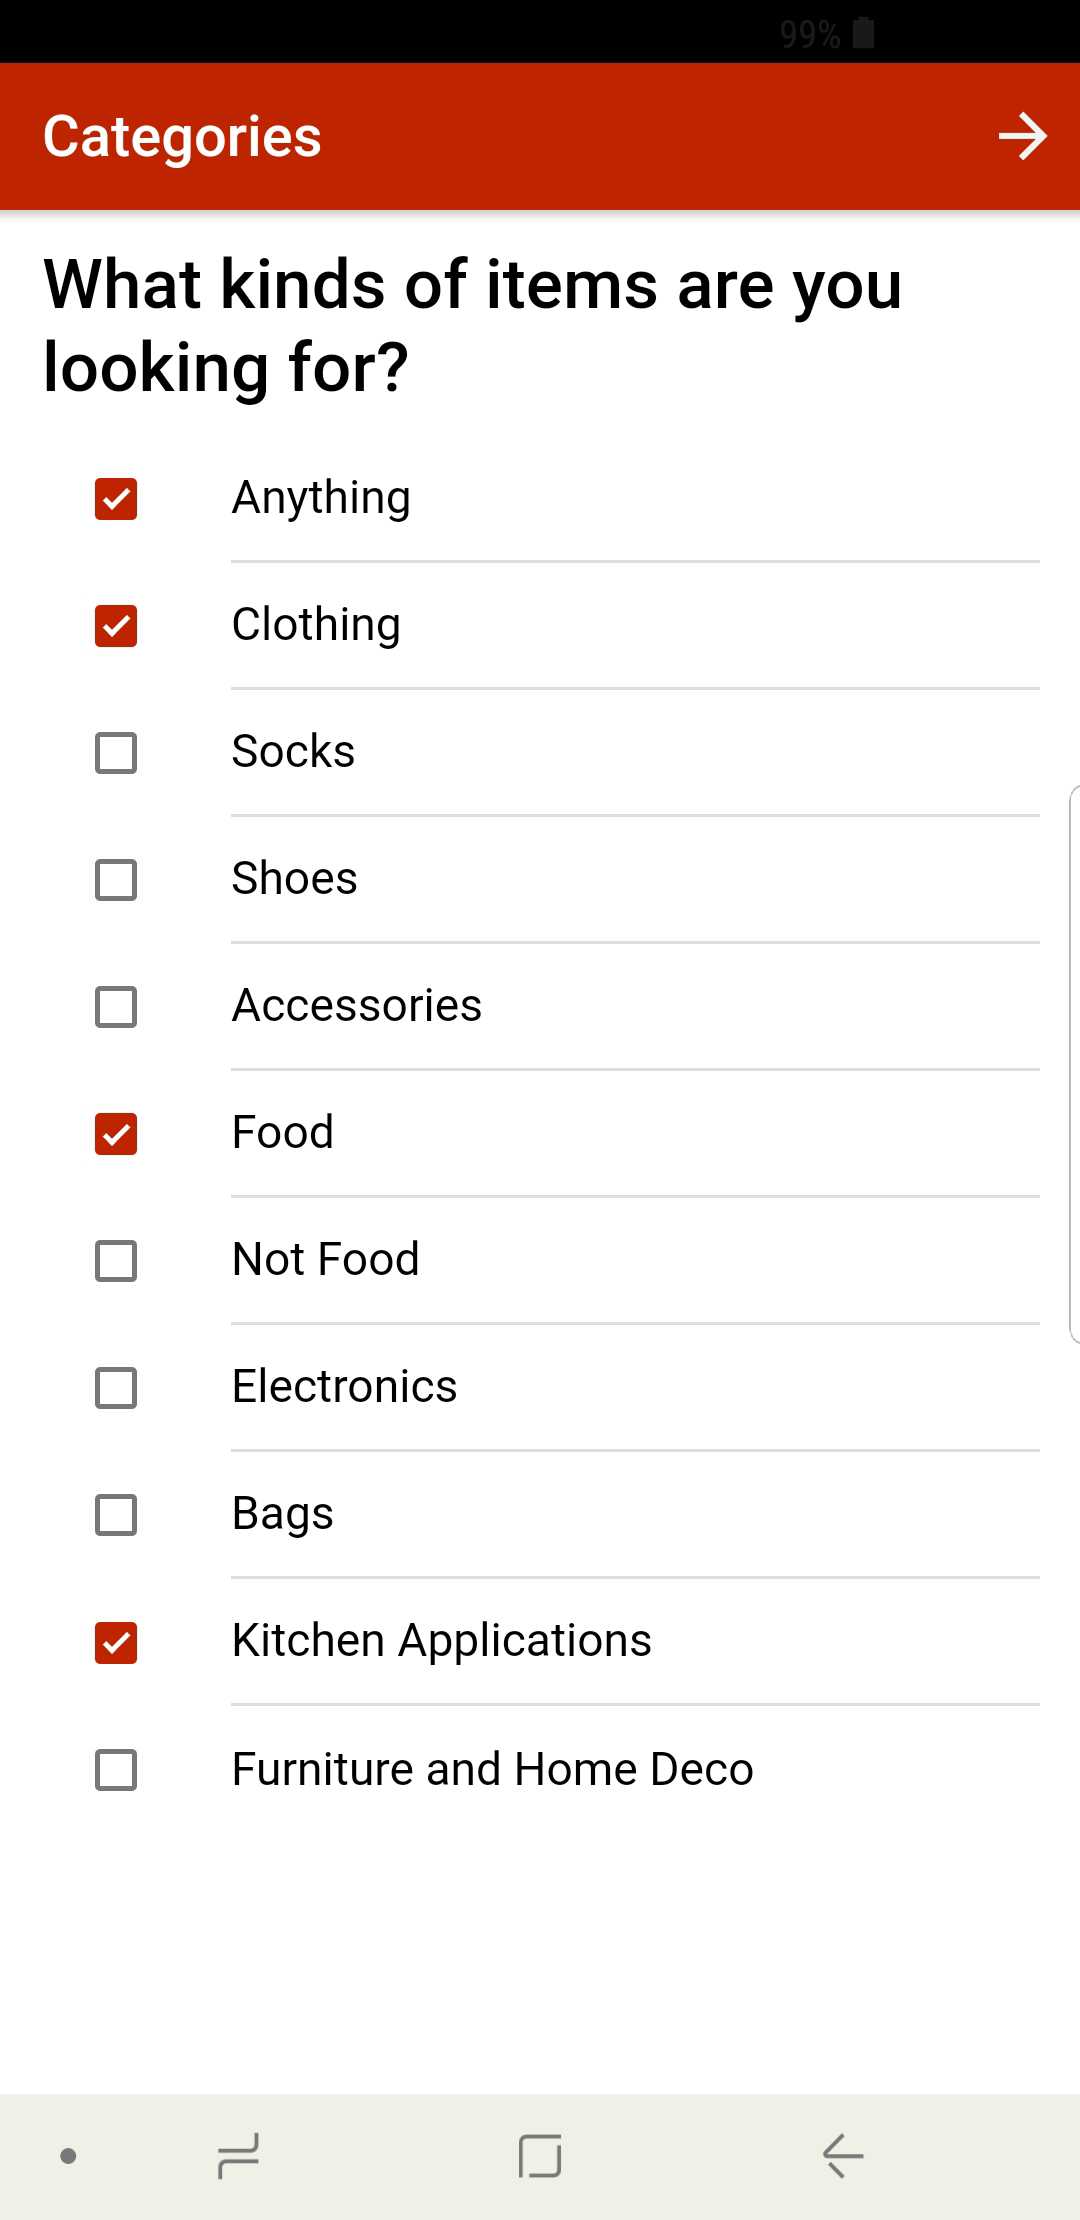 99%
Categories
What kinds of items are you
looking for?
Anything
Clothing
Socks
Shoes
Accessories
Food
Not Food
Electronics
Bags
Kitchen Applications
Furniture and Home Deco